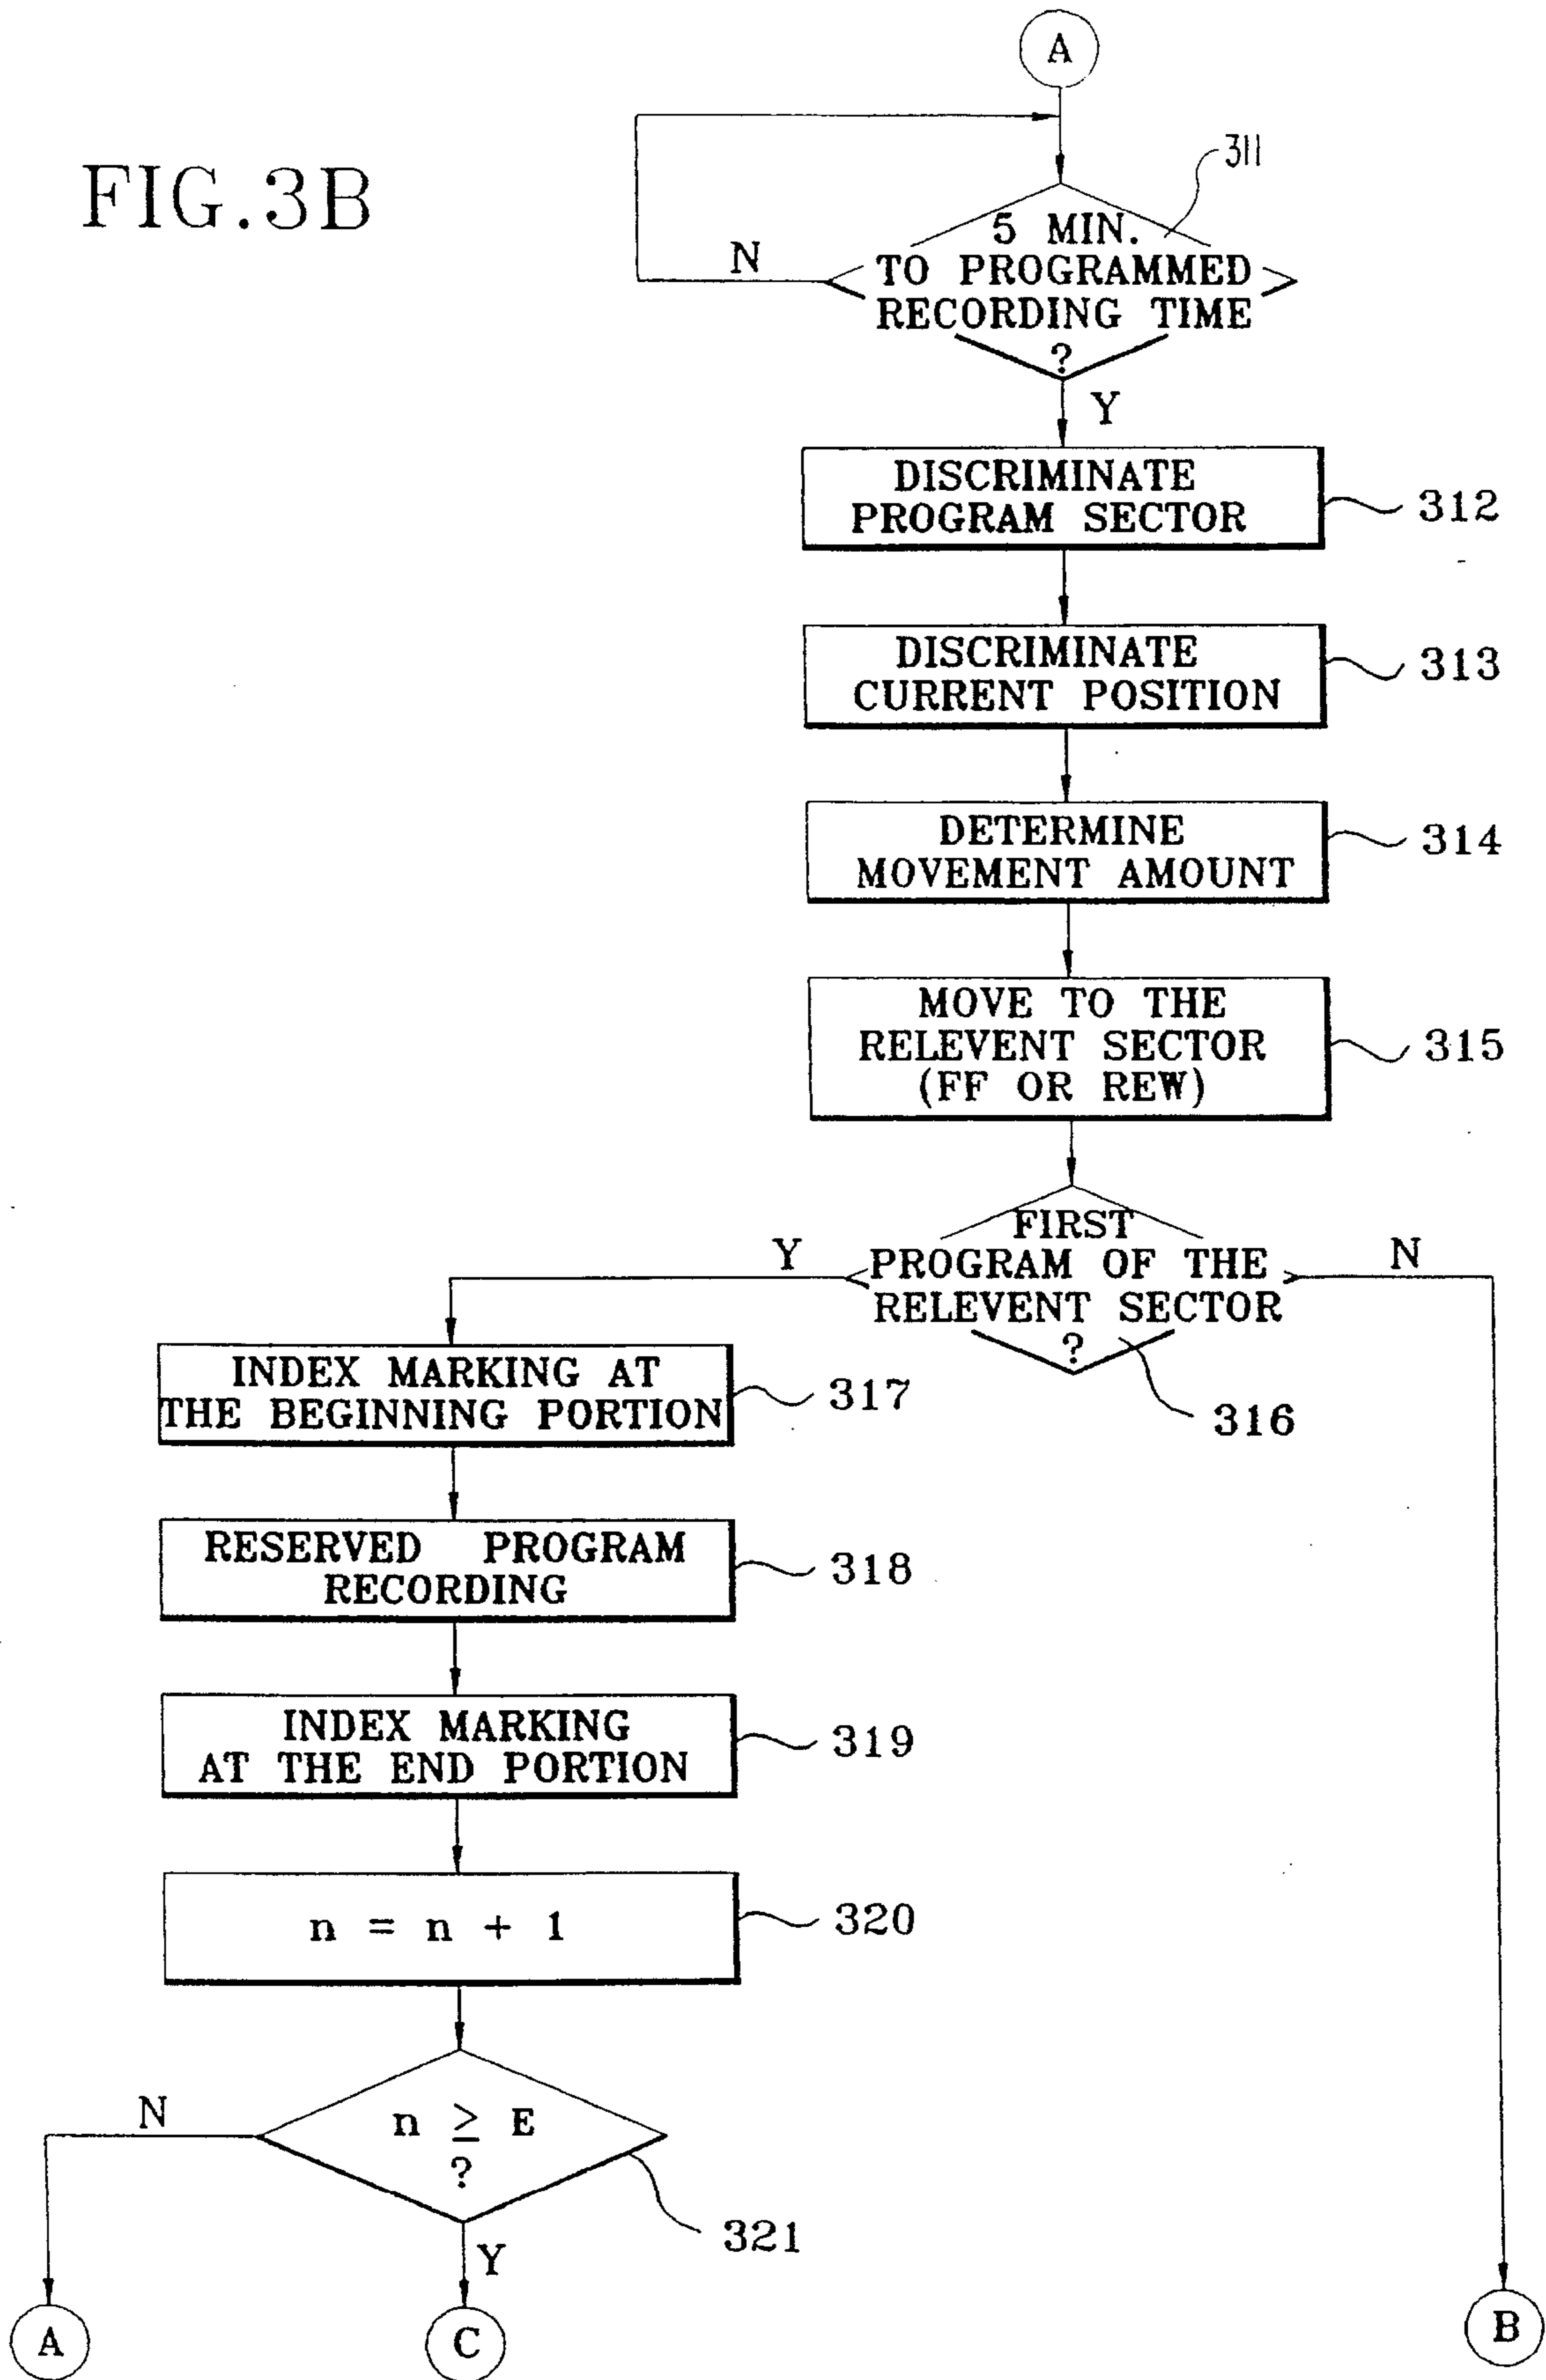 A
FIG.3B
311
5 MIN.
TO PROGRAMMED
RECORDING TIME
?
N
Y
DISCRIMINATE
PROGRAM SECTOR
312
DISCRIMINATE
CURRENT POSITION
313
DETERMINE
MOVEMENT AMOUNT
314
MOVE TO THE
RELEVENT SECTOR
(FF OR REW)
315
FIRST
PROGRAM OF THE
RELEVENT SECTOR
?
Y
N
316
INDEX MARKING AT
THE BEGINNING PORTION
317
RESERVED PROGRAM
RECORDING
318
INDEX MARKING
AT THE END PORTION
319
n = n + 1
320
n ≥ E
?
N
321
Y
A
C
B